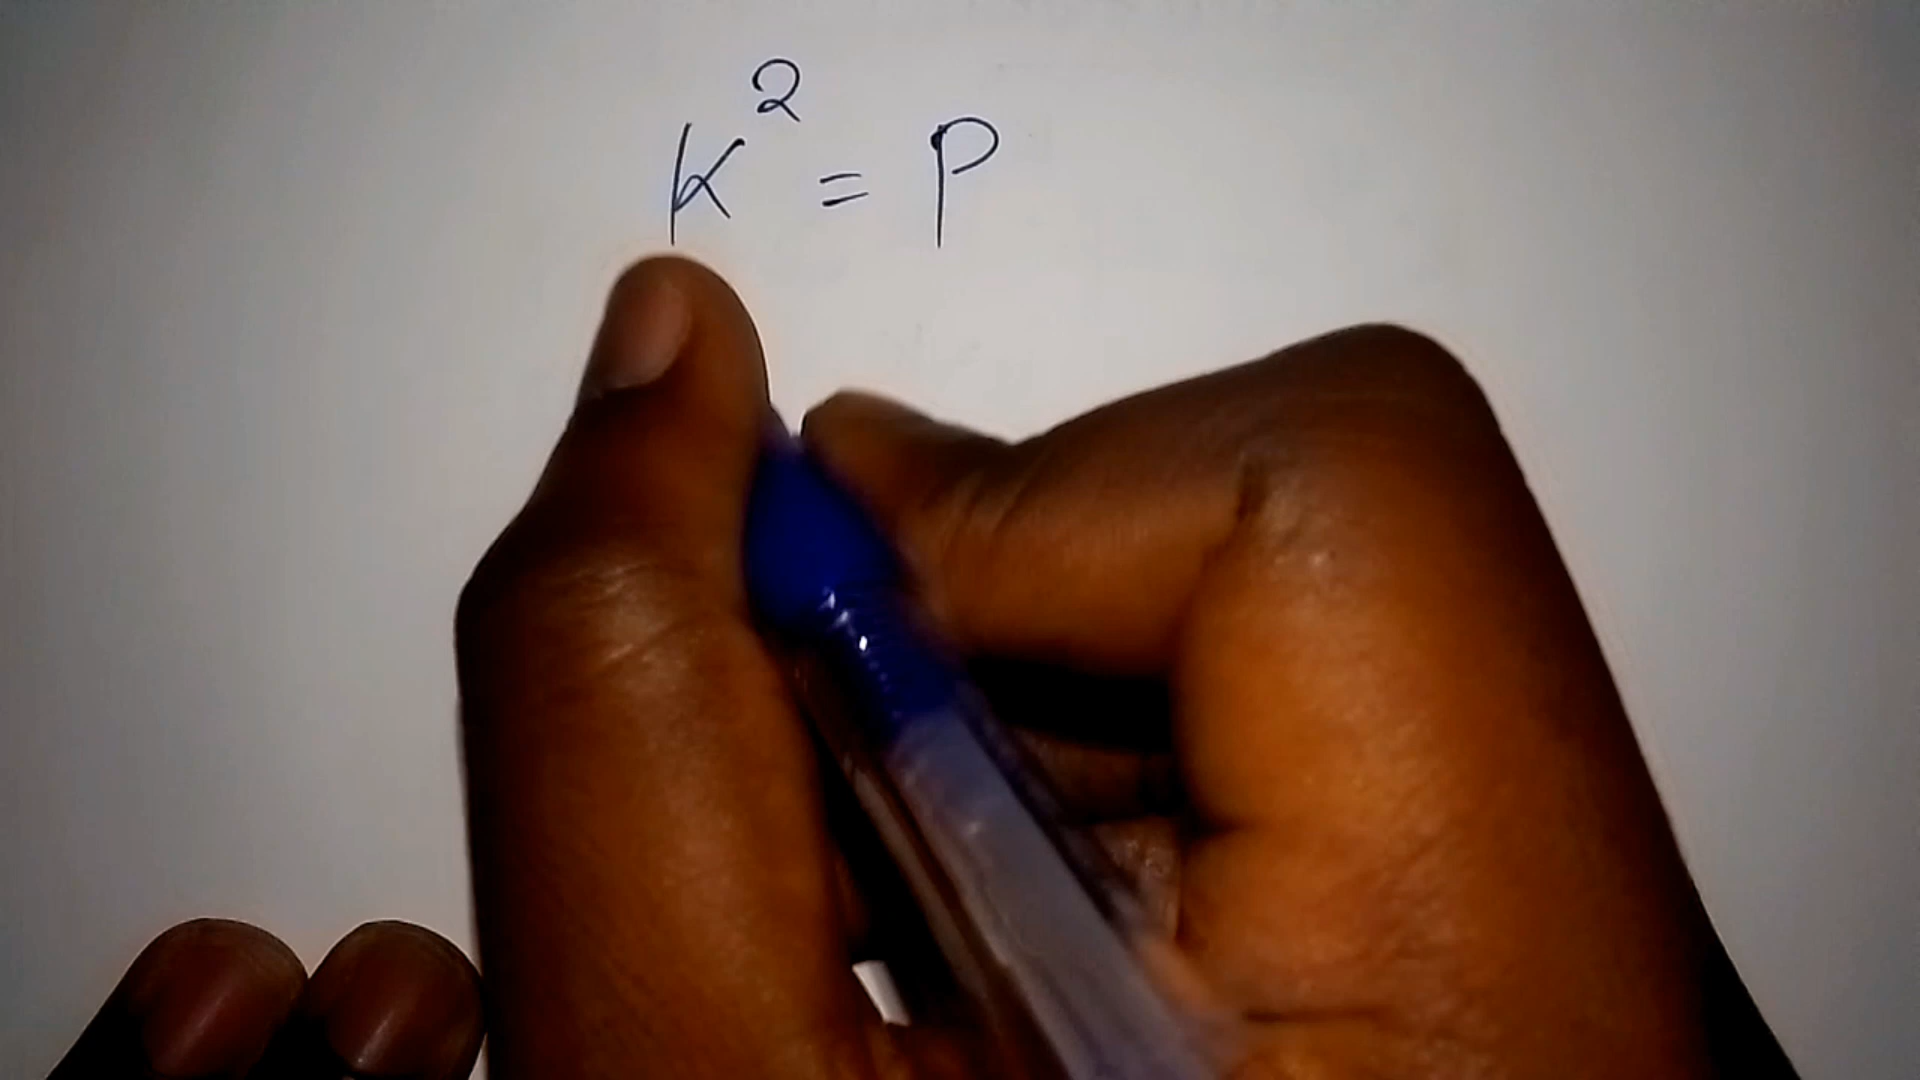 K² = P